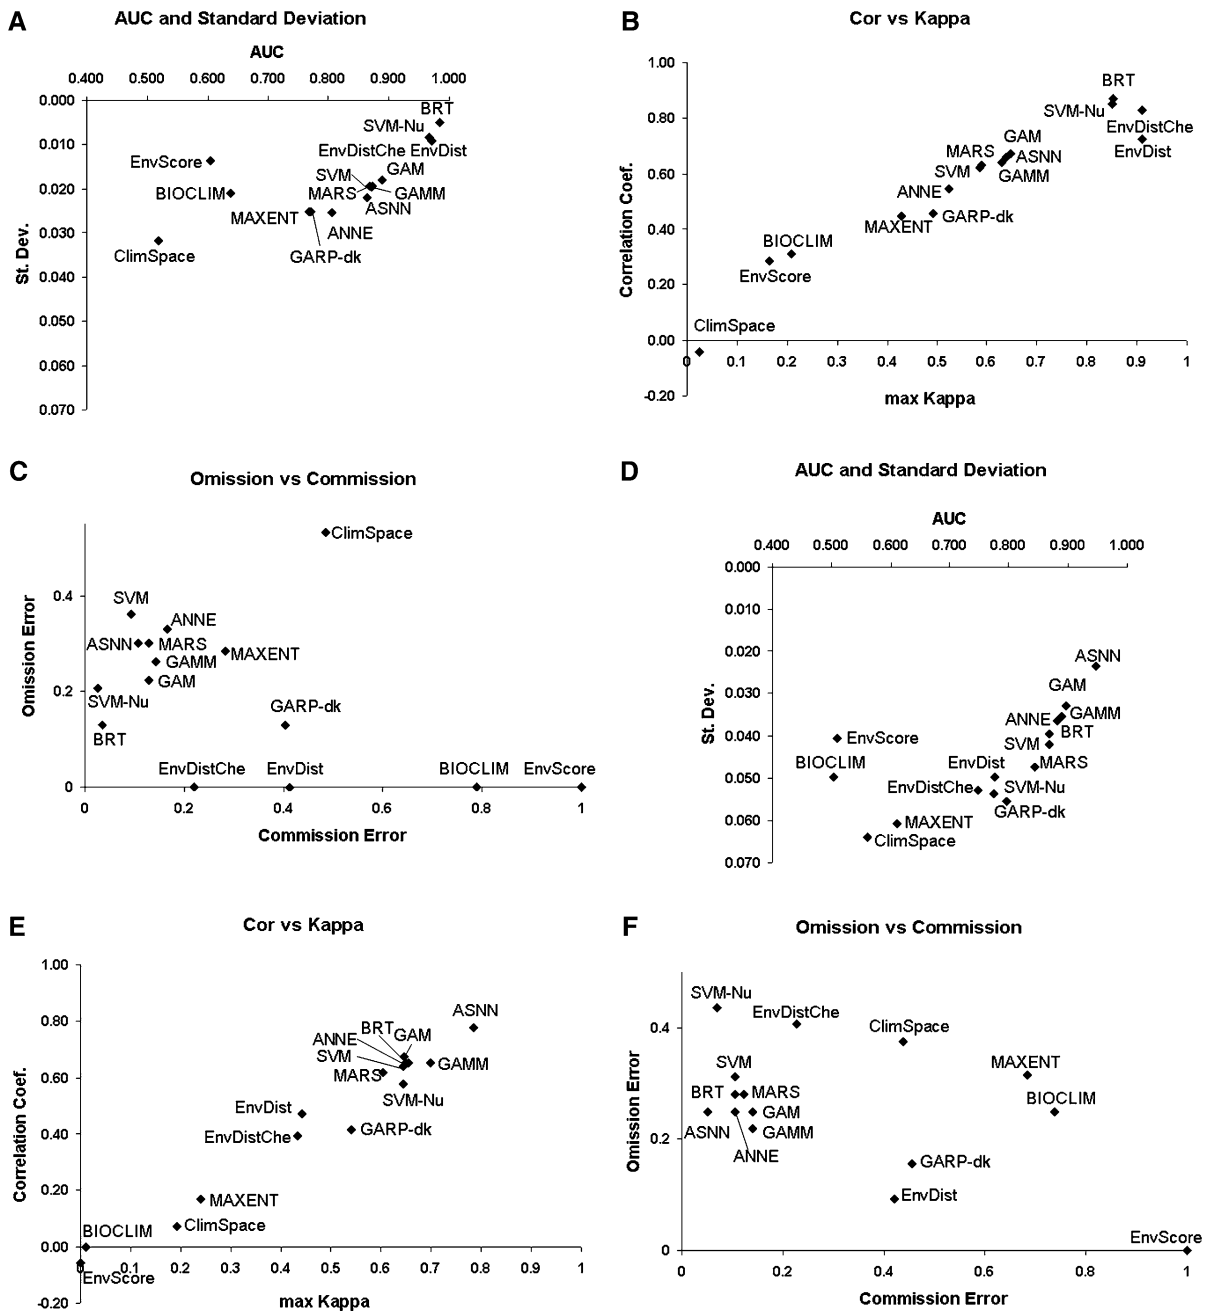 A
AUC and Standard Deviation
AUC
0.400 0.500 0.600 0.700 0.800 0.900 1.000
0.000
0.010
0.020
0.030
0.040
0.050
0.060
0.070
St. Dev.
BRT
SVM-Nu
EnvDistChe EnvDist
EnvScore
SVM
GAM
BIOCLIM
MARS
GAMM
ASNN
MAXENT
ANNE
ClimSpace
GARP-dk
B
Cor vs Kappa
1.00
0.80
0.60
0.40
0.20
0.00
-0.20
Correlation Coef.
BRT
SVM-Nu
EnvDistChe
EnvDist
GAM
MARS
ASNN
SVM
GAMM
ANNE
MAXENT
GARP-dk
BIOCLIM
EnvScore
ClimSpace
0 0.1 0.2 0.3 0.4 0.5 0.6 0.7 0.8 0.9 1
max Kappa
C
Omission vs Commission
0.4
0.2
0
Omission Error
ClimSpace
SVM
ANNE
ASNN
MARS
GAMM
MAXENT
GAM
SVM-Nu
GARP-dk
BRT
EnvDistChe
EnvDist
BIOCLIM
EnvScore
0 0.2 0.4 0.6 0.8 1
Commission Error
D
AUC and Standard Deviation
AUC
0.400 0.500 0.600 0.700 0.800 0.900 1.000
0.000
0.010
0.020
0.030
0.040
0.050
0.060
0.070
St. Dev.
ASNN
GAM
GAMM
ANNE
BRT
EnvScore
SVM
BIOCLIM
EnvDist
MARS
EnvDistChe
SVM-Nu
GARP-dk
MAXENT
ClimSpace
E
Cor vs Kappa
1.00
0.80
0.60
0.40
0.20
0.00
-0.20
Correlation Coef.
ASNN
BRT
GAM
ANNE
SVM
GAMM
MARS
SVM-Nu
EnvDist
EnvDistChe
GARP-dk
MAXENT
ClimSpace
BIOCLIM
EnvScore
0 0.1 0.2 0.3 0.4 0.5 0.6 0.7 0.8 0.9 1
max Kappa
F
Omission vs Commission
0.4
0.2
0
Omission Error
SVM-Nu
EnvDistChe
ClimSpace
SVM
MAXENT
BRT
MARS
BIOCLIM
GAM
ASNN
GAMM
ANNE
GARP-dk
EnvDist
EnvScore
0 0.2 0.4 0.6 0.8 1
Commission Error